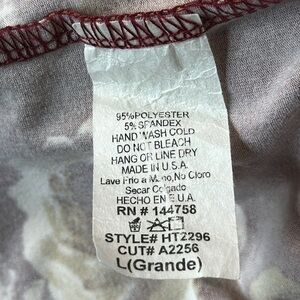 95%POLYESTER
5% SPANDEX
HAND WASH COLD
DO NOT BLEACH
HANG OR LINE DRY
MADE IN U.S.A.
Lave Frio a Mano,No Cloro
Secar Colgado
HECHO EN E.U.A.
RN # 144758
STYLE# HT2296
CUT# A2256
L(Grande)